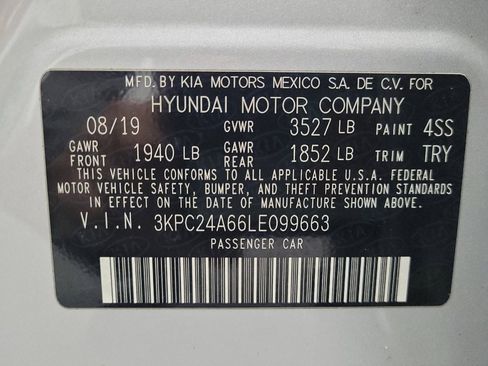 MFD. BY KIA MOTORS MEXICO S.A. DE C.V. FOR
HYUNDAI MOTOR COMPANY
08/19 GVWR 3527 LB PAINT 4SS
GAWR FRONT 1940 LB GAWR REAR 1852 LB TRIM TRY
THIS VEHICLE CONFORMS TO ALL APPLICABLE U.S.A. FEDERAL
MOTOR VEHICLE SAFETY, BUMPER, AND THEFT PREVENTION STANDARDS
IN EFFECT ON THE DATE OF MANUFACTURE SHOWN ABOVE.
V.I.N. 3KPC24A66LE099663
PASSENGER CAR